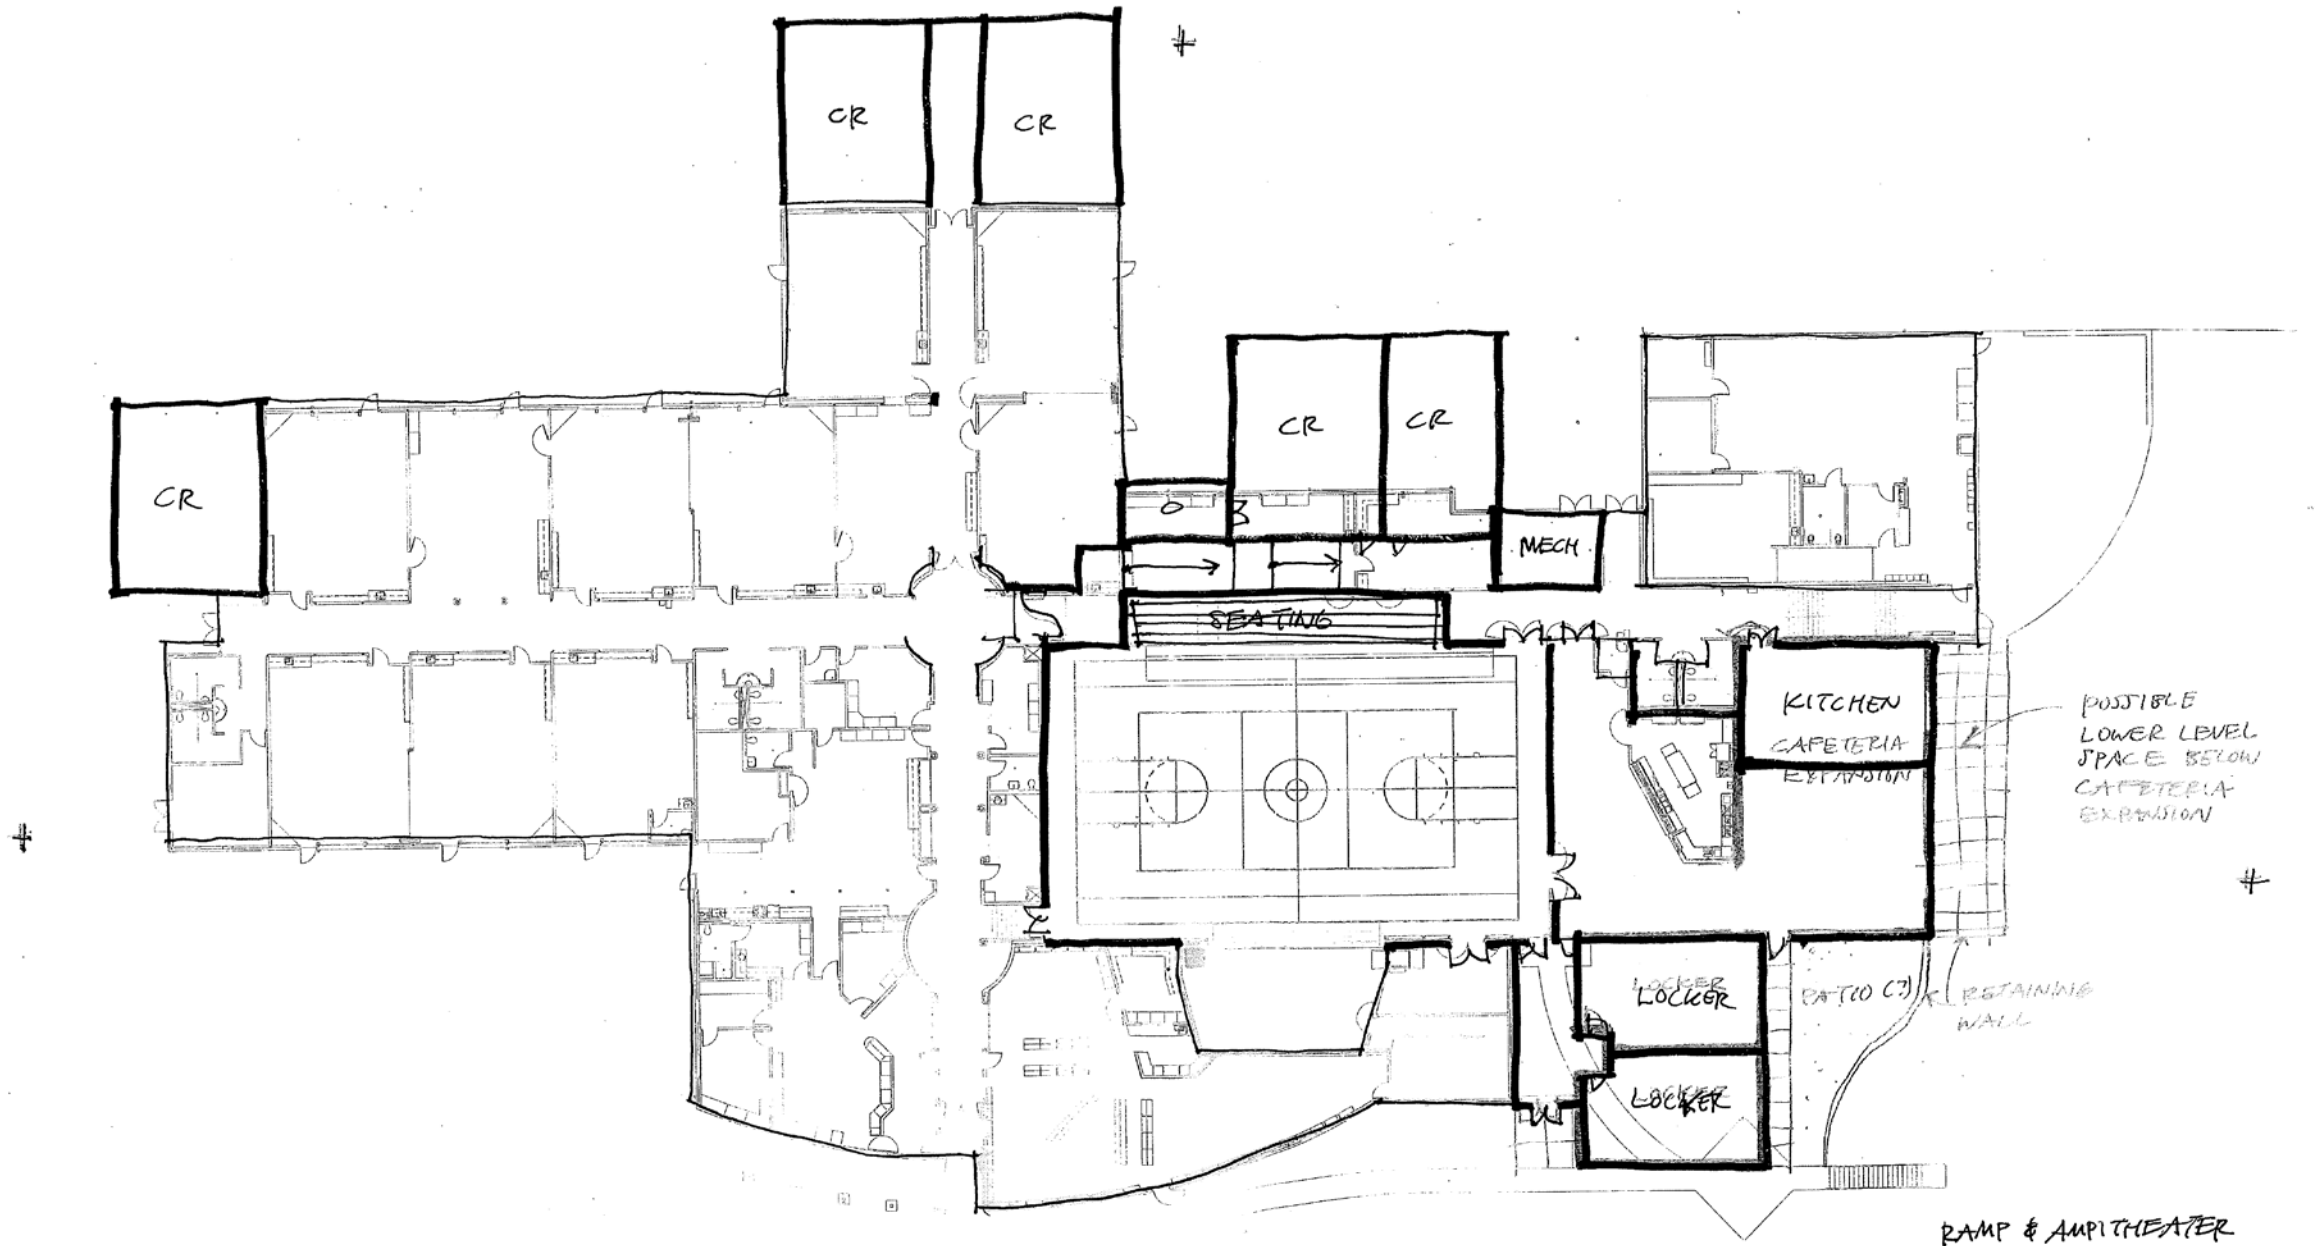 CR
CR
CR
CR
CR
O
MECH
SEATING
KITCHEN
CAFETERIA
EXPANSION
POSSIBLE
LOWER LEVEL
SPACE BELOW
CAFETERIA
EXPANSION
LOCKER
LOCKER
PATIO (?)
RETAINING
WALL
LOCKER
RAMP & AMPITHEATER